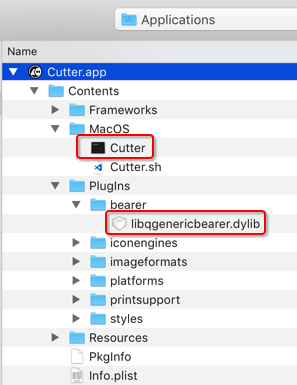 Applications
Name
Cutter.app
Contents
Frameworks
MacOS
Cutter
Cutter.sh
PlugIns
bearer
libqgenericbearer.dylib
iconengines
imageformats
platforms
printsupport
styles
Resources
PkgInfo
Info.plist